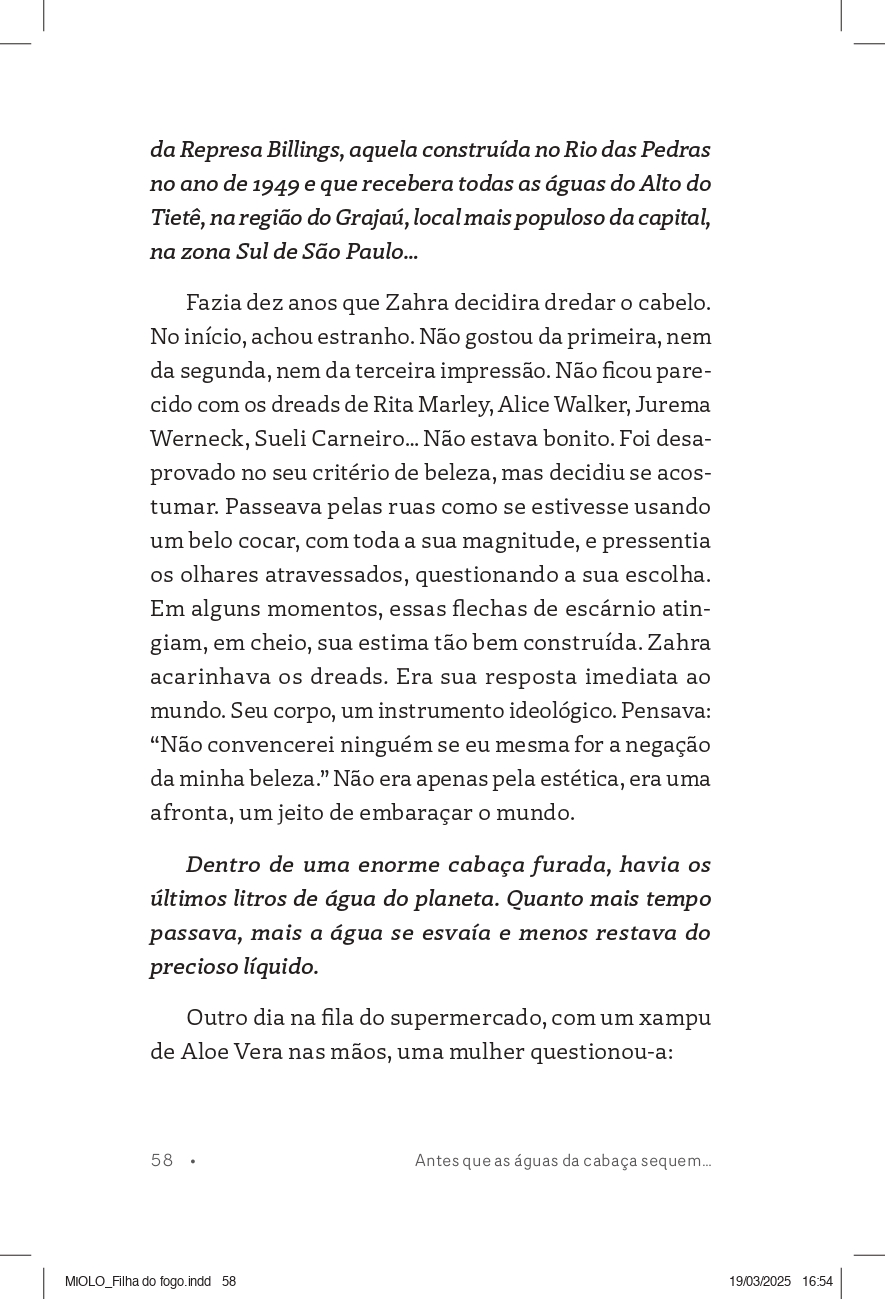 da Represa Billings, aquela construída no Rio das Pedras
no ano de 1949 e que recebera todas as águas do Alto do
Tietê, na região do Grajaú, local mais populoso da capital,
na zona Sul de São Paulo...
Fazia dez anos que Zahra decidira dredar o cabelo.
No início, achou estranho. Não gostou da primeira, nem
da segunda, nem da terceira impressão. Não ficou pare-
cido com os dreads de Rita Marley, Alice Walker, Jurema
Werneck, Sueli Carneiro... Não estava bonito. Foi desa-
provado no seu critério de beleza, mas decidiu se acos-
tumar. Passeava pelas ruas como se estivesse usando
um belo cocar, com toda a sua magnitude, e pressentia
os olhares atravessados, questionando a sua escolha.
Em alguns momentos, essas flechas de escárnio atin-
giam, em cheio, sua estima tão bem construída. Zahra
acarinhava os dreads. Era sua resposta imediata ao
mundo. Seu corpo, um instrumento ideológico. Pensava:
“Não convencerei ninguém se eu mesma for a negação
da minha beleza.” Não era apenas pela estética, era uma
afronta, um jeito de embaraçar o mundo.
Dentro de uma enorme cabaça furada, havia os
últimos litros de água do planeta. Quanto mais tempo
passava, mais a água se esvaía e menos restava do
precioso líquido.
Outro dia na fila do supermercado, com um xampu
de Aloe Vera nas mãos, uma mulher questionou-a:
58 • Antes que as águas da cabaça sequem...
MIOLO_Filha do fogo.indd 58 19/03/2025 16:54